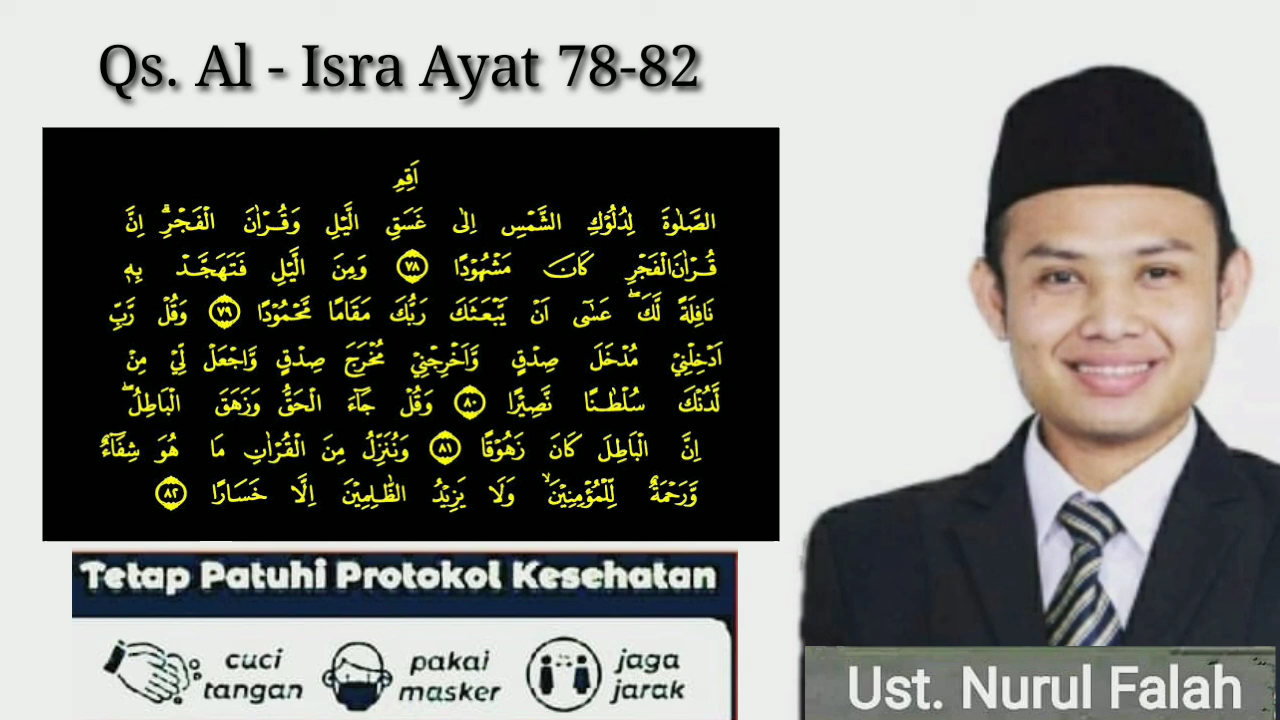 Qs. Al - Isra Ayat 78-82
اَقِمِ
الصَّلٰوةَ لِدُلُوْكِ الشَّمْسِ اِلٰى غَسَقِ الَّيْلِ وَقُرْاٰنَ الْفَجْرِۗ اِنَّ
قُرْاٰنَ الْفَجْرِ كَانَ مَشْهُوْدًا ٧٨ وَمِنَ الَّيْلِ فَتَهَجَّدْ بِهٖ
نَافِلَةً لَّكَۖ عَسٰٓى اَنْ يَّبْعَثَكَ رَبُّكَ مَقَامًا مَّحْمُوْدًا ٧٩ وَقُلْ رَّبِّ
اَدْخِلْنِيْ مُدْخَلَ صِدْقٍ وَّاَخْرِجْنِيْ مُخْرَجَ صِدْقٍ وَّاجْعَلْ لِّيْ مِنْ
لَّدُنْكَ سُلْطٰنًا نَّصِيْرًا ٨٠ وَقُلْ جَاۤءَ الْحَقُّ وَزَهَقَ الْبَاطِلُۖ
اِنَّ الْبَاطِلَ كَانَ زَهُوْقًا ٨١ وَنُنَزِّلُ مِنَ الْقُرْاٰنِ مَا هُوَ شِفَاۤءٌ
وَّرَحْمَةٌ لِّلْمُؤْمِنِيْنَۙ وَلَا يَزِيْدُ الظّٰلِمِيْنَ اِلَّا خَسَارًا ٨٢
Tetap Patuhi Protokol Kesehatan
cuci
tangan
pakai
masker
jaga
jarak
Ust. Nurul Falah